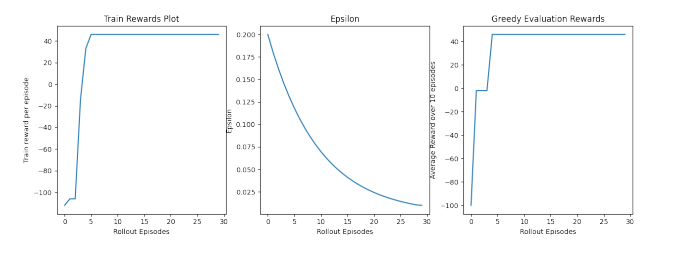 Train Rewards Plot
Train reward per episode
40
20
0
−20
−40
−60
−80
−100
0 5 10 15 20 25 30
Rollout Episodes
Epsilon
Epsilon
0.200
0.175
0.150
0.125
0.100
0.075
0.050
0.025
0 5 10 15 20 25 30
Rollout Episodes
Greedy Evaluation Rewards
Average Reward over 10 episodes
40
20
0
−20
−40
−60
−80
−100
0 5 10 15 20 25 30
Rollout Episodes